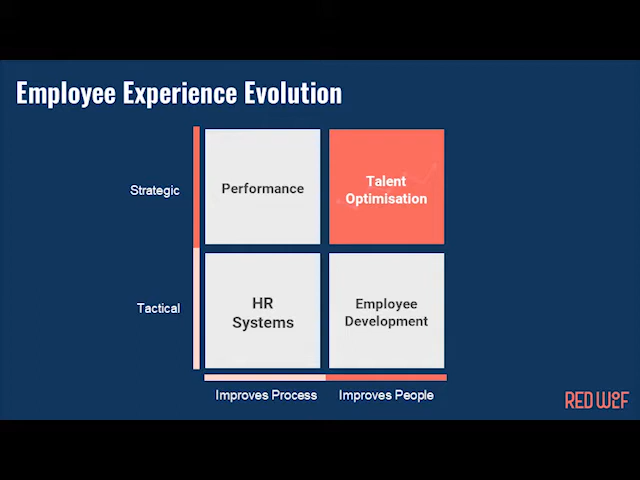 Employee Experience Evolution
Strategic
Performance
Talent
Optimisation
Tactical
HR
Systems
Employee
Development
Improves Process
Improves People
RED WOLF